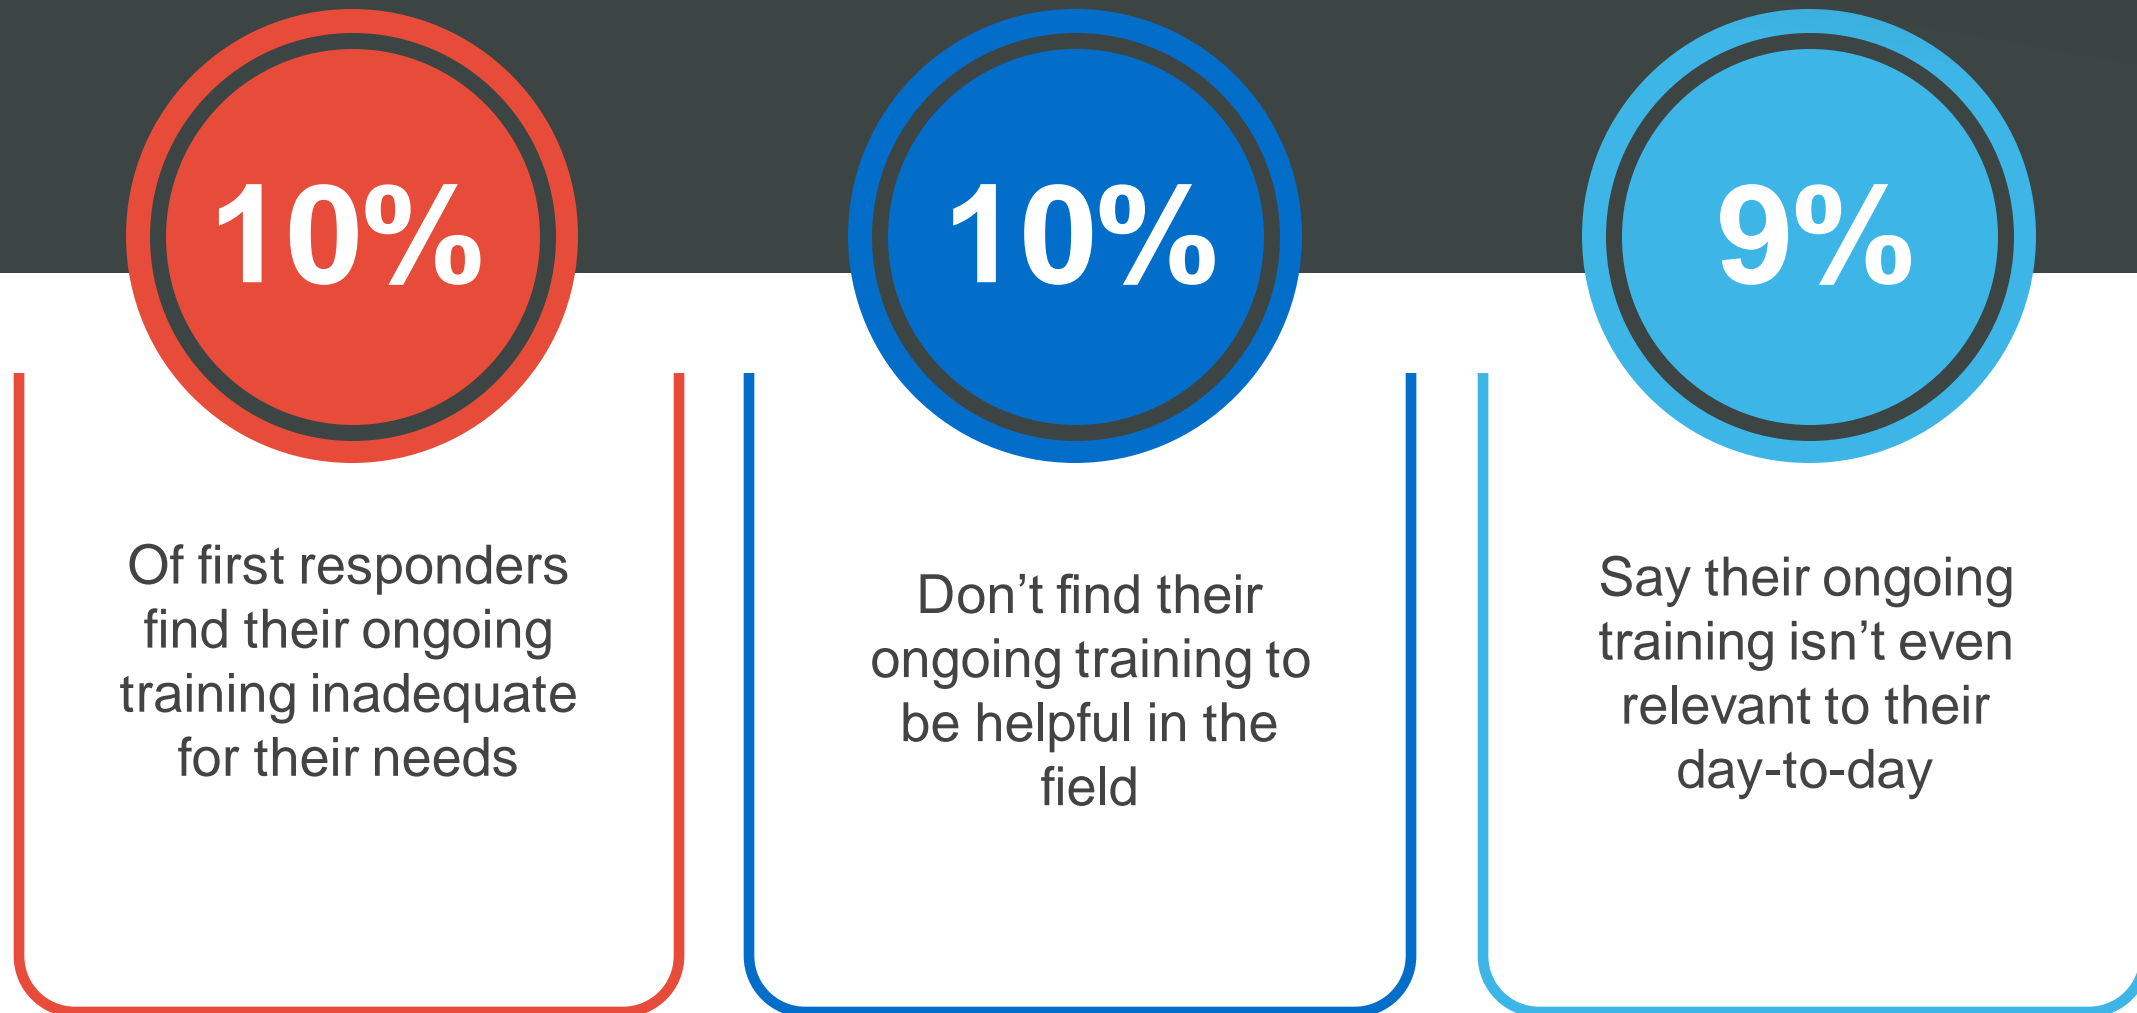 10%
Of first responders
find their ongoing
training inadequate
for their needs
10%
Don’t find their
ongoing training to
be helpful in the
field
9%
Say their ongoing
training isn’t even
relevant to their
day-to-day